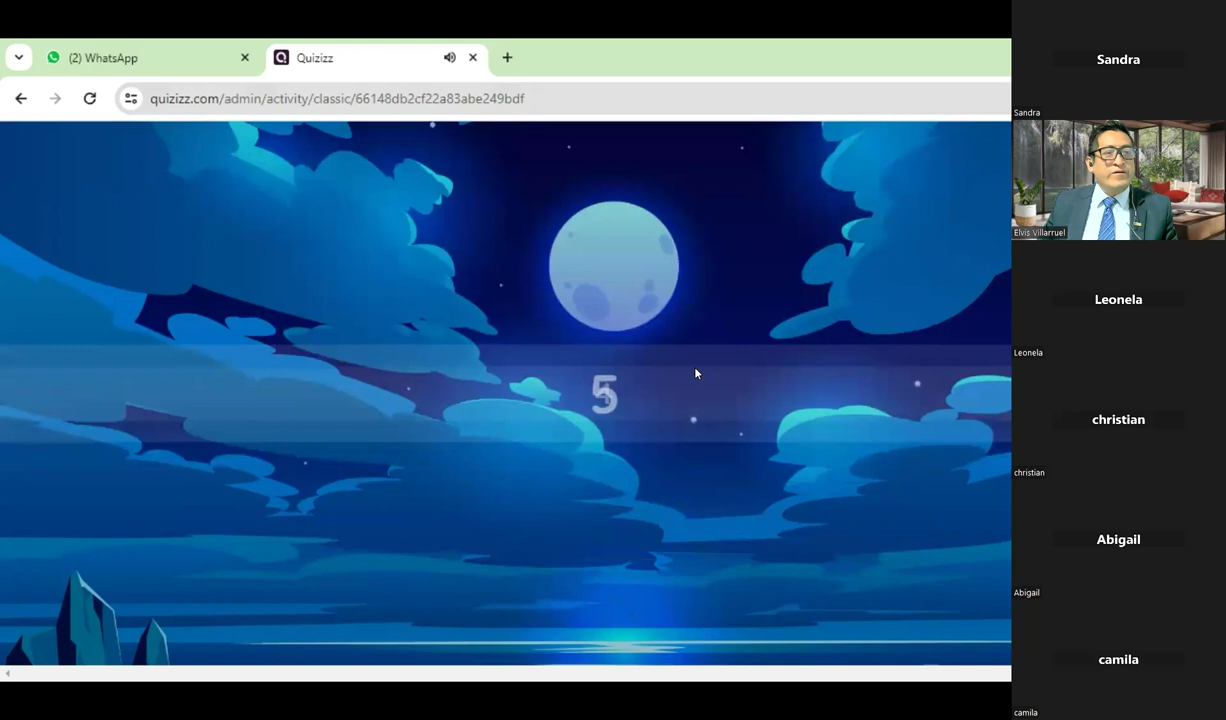 (2) WhatsApp
Quizizz
quizizz.com/admin/activity/classic/66148db2cf22a83abe249bdf
5
Sandra
Sandra
Elvis Villarruel
Leonela
Leonela
christian
christian
Abigail
Abigail
camila
camila